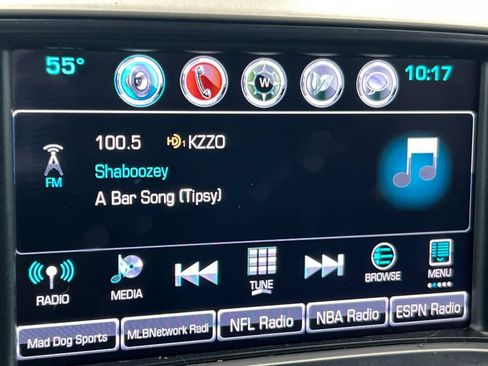 55° W 10:17
100.5 HD1 KZZO
FM Shaboozey
A Bar Song (Tipsy)
RADIO MEDIA TUNE BROWSE MENU
Mad Dog Sports MLBNetwork Radi NFL Radio NBA Radio ESPN Radio